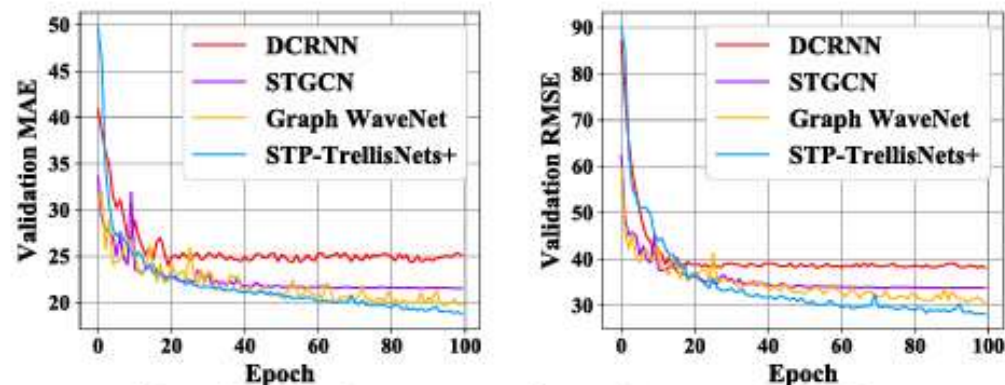 50
45
40
35
30
25
20
Validation MAE
DCRNN
STGCN
Graph WaveNet
STP-TrellisNets+
0 20 40 60 80 100
Epoch
90
80
70
60
50
40
30
Validation RMSE
DCRNN
STGCN
Graph WaveNet
STP-TrellisNets+
0 20 40 60 80 100
Epoch